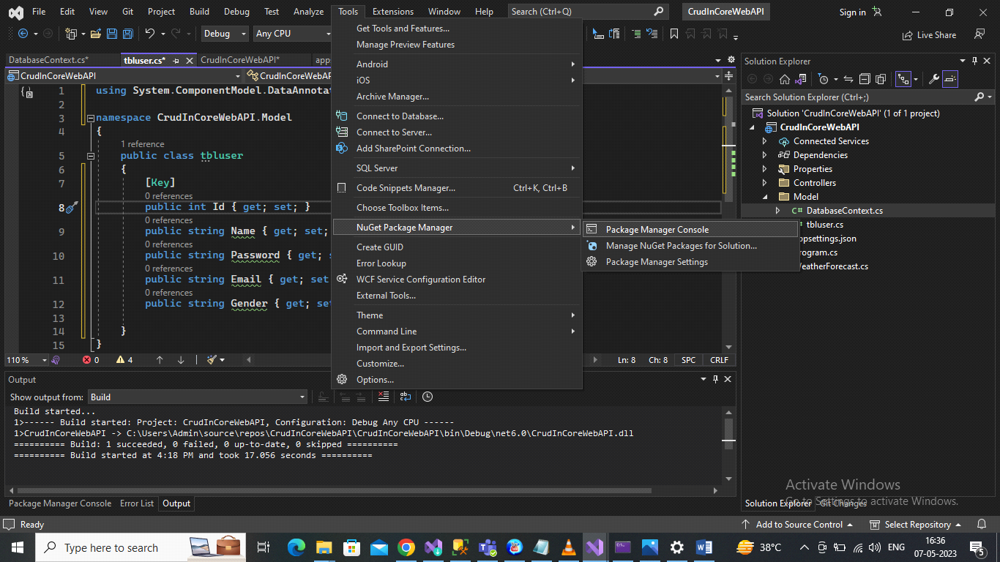 File Edit View Git Project Build Debug Test Analyze Tools Extensions Window Help Search (Ctrl+Q) CrudInCoreWebAPI Sign in
Debug Any CPU Live Share
DatabaseContext.cs* tbluser.cs* CrudInCoreWebAPI* app
CrudInCoreWebAPI CrudInCoreWebAP
1 using System.ComponentModel.DataAnnota
2
3 namespace CrudInCoreWebAPI.Model
4 {
1 reference
5 public class tbluser
6 {
7 [Key]
0 references
8 public int Id { get; set; }
0 references
9 public string Name { get; set;
0 references
10 public string Password { get; s
0 references
11 public string Email { get; set
0 references
12 public string Gender { get; set
13
14 }
15 }
110 % 0 4 Ln: 8 Ch: 8 SPC CRLF
Get Tools and Features...
Manage Preview Features
Android
iOS
Archive Manager...
Connect to Database...
Connect to Server...
Add SharePoint Connection...
SQL Server
Code Snippets Manager... Ctrl+K, Ctrl+B
Choose Toolbox Items...
NuGet Package Manager
Create GUID
Error Lookup
WCF Service Configuration Editor
External Tools...
Theme
Command Line
Import and Export Settings...
Customize...
Options...
Package Manager Console
Manage NuGet Packages for Solution...
Package Manager Settings
Solution Explorer
Search Solution Explorer (Ctrl+;)
Solution 'CrudInCoreWebAPI' (1 of 1 project)
CrudInCoreWebAPI
Connected Services
Dependencies
Properties
Controllers
Model
C# DatabaseContext.cs
tbluser.cs
ppsettings.json
rogram.cs
eatherForecast.cs
Output
Show output from: Build
Build started...
1>------ Build started: Project: CrudInCoreWebAPI, Configuration: Debug Any CPU ------
1>CrudInCoreWebAPI -> C:\Users\Admin\source\repos\CrudInCoreWebAPI\CrudInCoreWebAPI\bin\Debug\net6.0\CrudInCoreWebAPI.dll
========== Build: 1 succeeded, 0 failed, 0 up-to-date, 0 skipped ==========
========== Build started at 4:18 PM and took 17.056 seconds ==========
Activate Windows
Go to Settings to activate Windows.
Package Manager Console Error List Output
Solution Explorer Git Changes
Ready Add to Source Control Select Repository
Type here to search 38°C ENG 16:36
07-05-2023 5